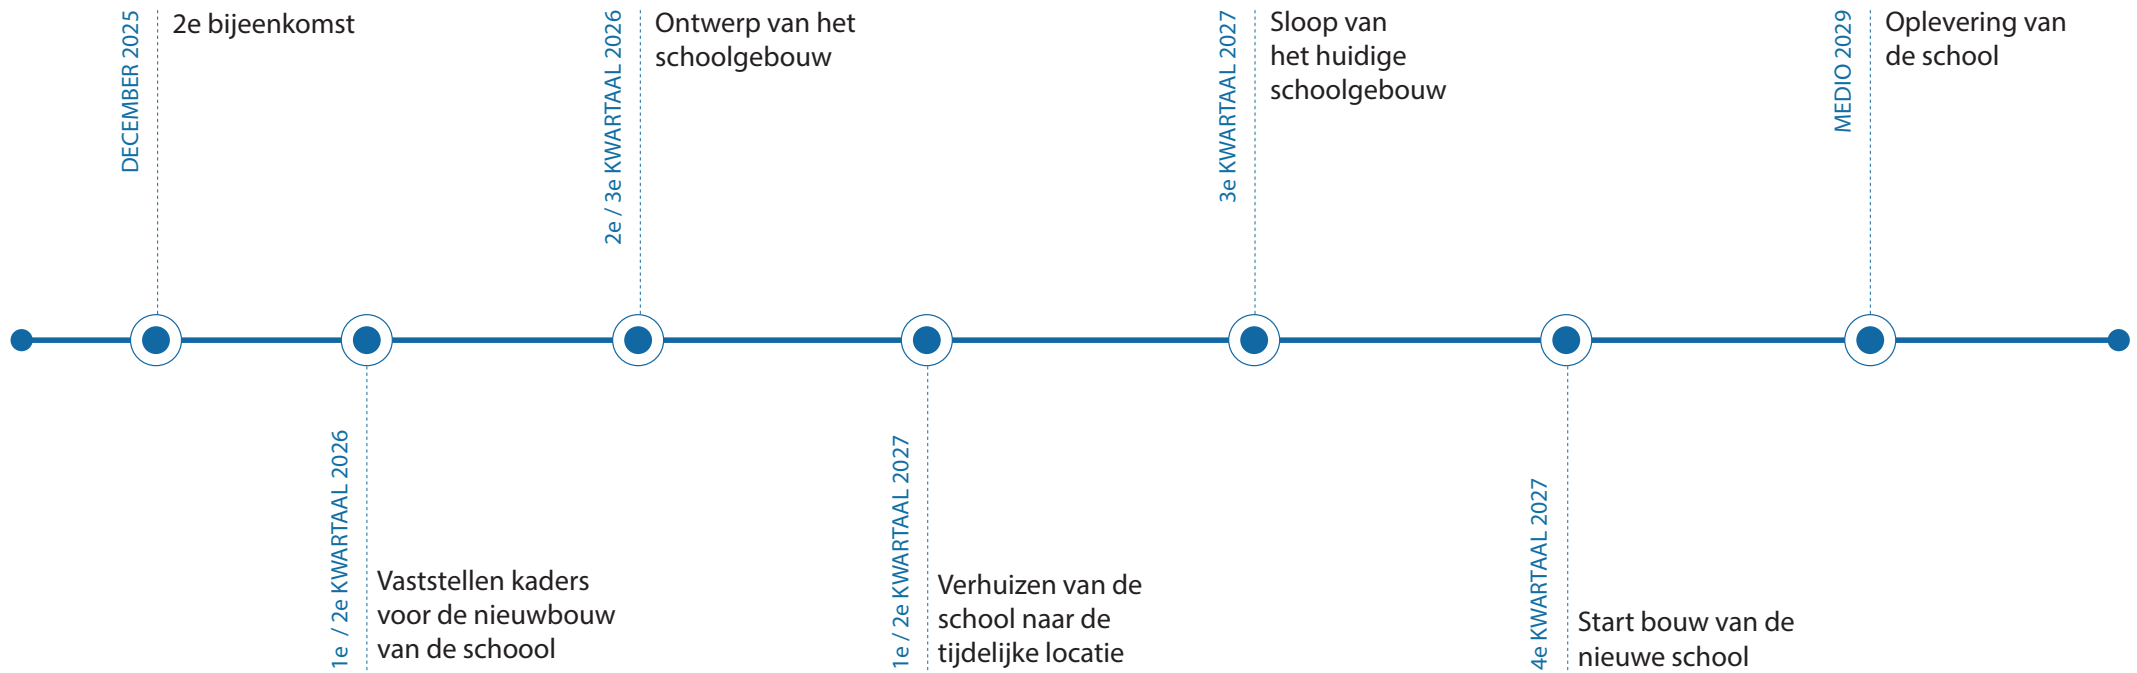 DECEMBER 2025
2e bijeenkomst
1e / 2e KWARTAAL 2026
Vaststellen kaders
voor de nieuwbouw
van de schoool
2e / 3e KWARTAAL 2026
Ontwerp van het
schoolgebouw
1e / 2e KWARTAAL 2027
Verhuizen van de
school naar de
tijdelijke locatie
3e KWARTAAL 2027
Sloop van
het huidige
schoolgebouw
4e KWARTAAL 2027
Start bouw van de
nieuwe school
MEDIO 2029
Oplevering van
de school